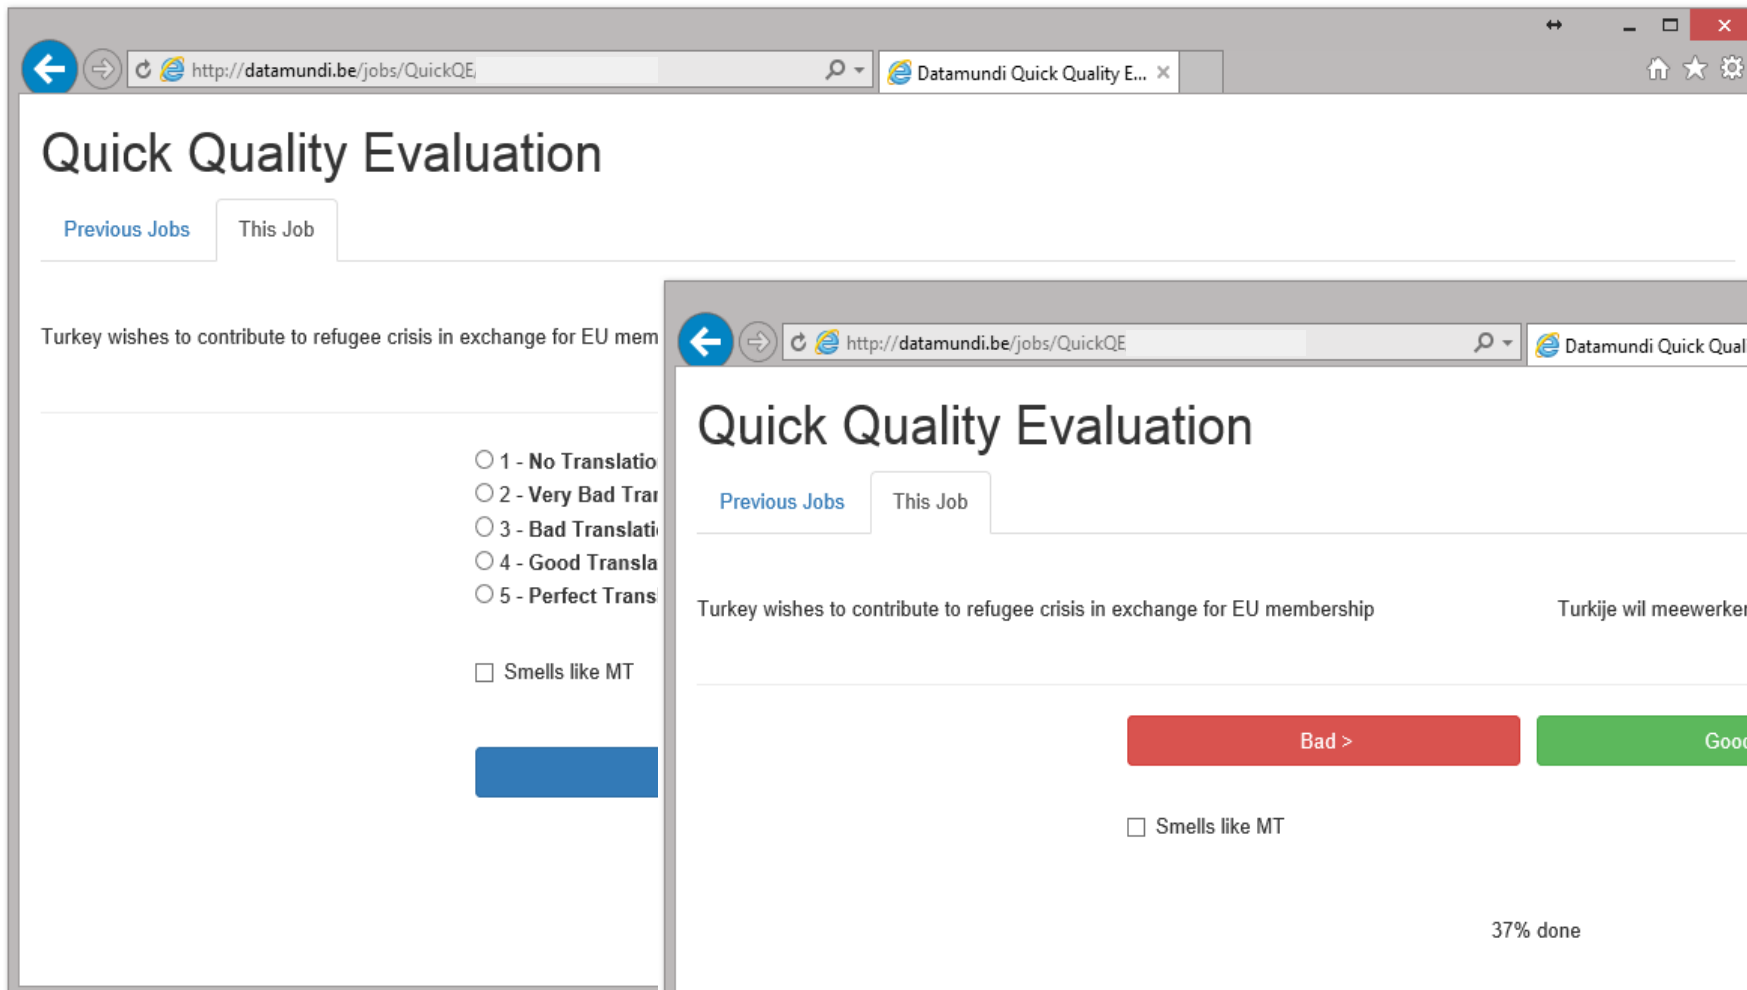 http://datamundi.be/jobs/QuickQE/
Datamundi Quick Quality E...
Quick Quality Evaluation
Previous Jobs
This Job
Turkey wishes to contribute to refugee crisis in exchange for EU mem
1 - No Translatio
2 - Very Bad Tra
3 - Bad Translati
4 - Good Transla
5 - Perfect Trans
Smells like MT
http://datamundi.be/jobs/QuickQE
Datamundi Quick Qual
Quick Quality Evaluation
Previous Jobs
This Job
Turkey wishes to contribute to refugee crisis in exchange for EU membership
Turkije wil meewerken
Bad >
Good
Smells like MT
37% done